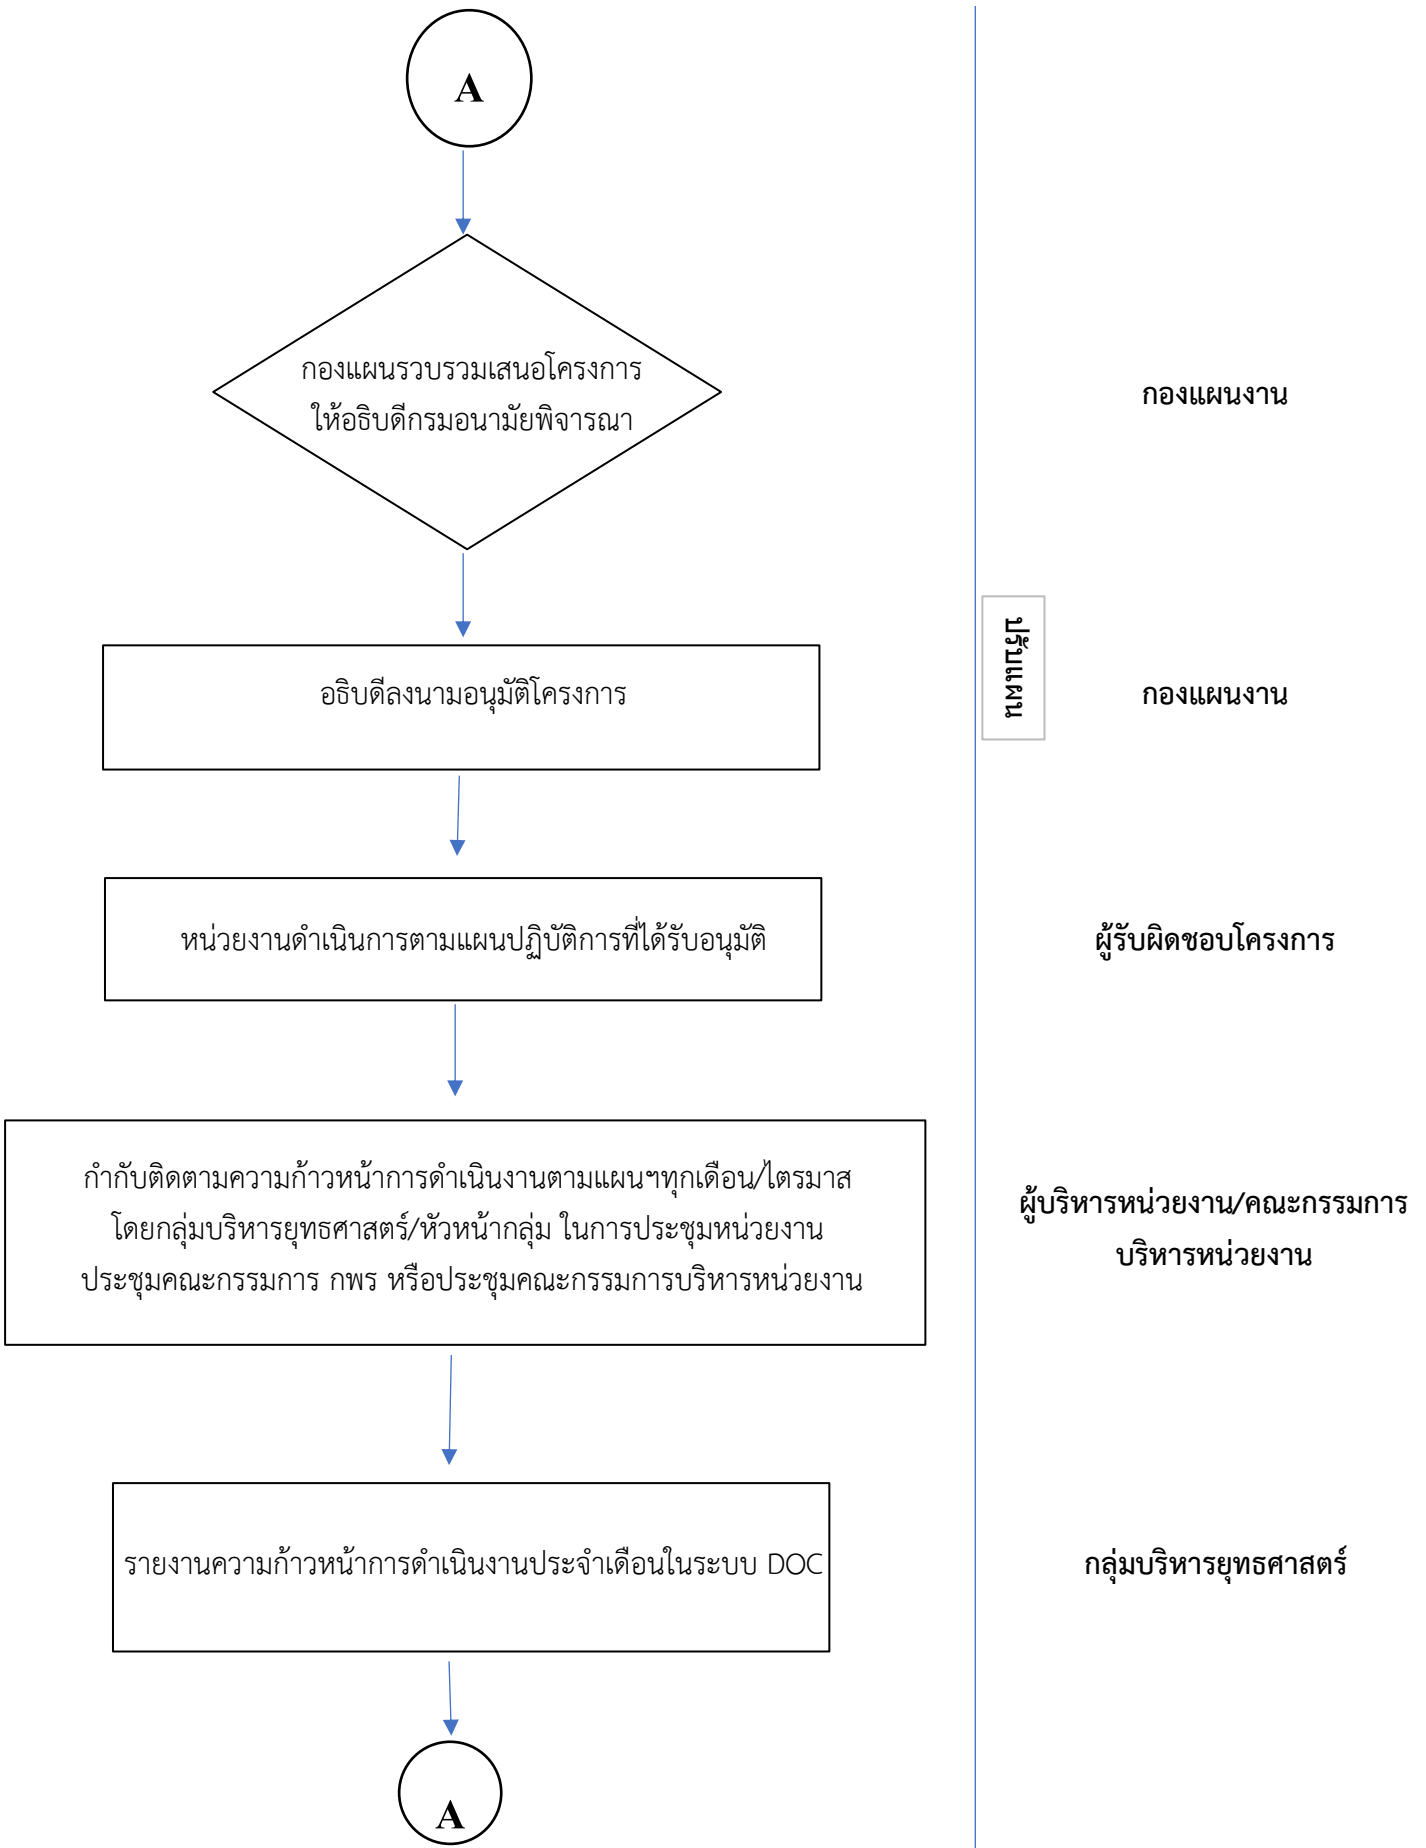 A
กองแผนรวบรวมเสนอโครงการ
ให้อธิบดีกรมอนามัยพิจารณา
กองแผนงาน
อธิบดีลงนามอนุมัติโครงการ
ปรับแผน
กองแผนงาน
หน่วยงานดำเนินการตามแผนปฏิบัติการที่ได้รับอนุมัติ
ผู้รับผิดชอบโครงการ
กำกับติดตามความก้าวหน้าการดำเนินงานตามแผนฯทุกเดือน/ไตรมาส
โดยกลุ่มบริหารยุทธศาสตร์/หัวหน้ากลุ่ม ในการประชุมหน่วยงาน
ประชุมคณะกรรมการ กพร หรือประชุมคณะกรรมการบริหารหน่วยงาน
ผู้บริหารหน่วยงาน/คณะกรรมการ
บริหารหน่วยงาน
รายงานความก้าวหน้าการดำเนินงานประจำเดือนในระบบ DOC
กลุ่มบริหารยุทธศาสตร์
A